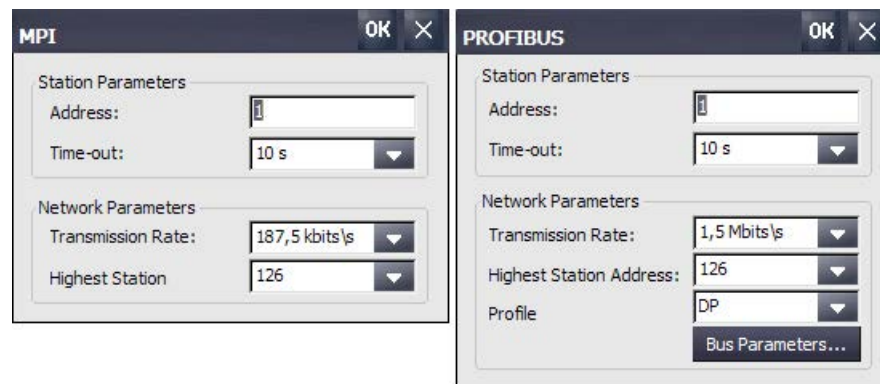 MPI OK
Station Parameters
Address: 1
Time-out: 10 s
Network Parameters
Transmission Rate: 187,5 kbits\s
Highest Station 126
PROFIBUS OK
Station Parameters
Address: 1
Time-out: 10 s
Network Parameters
Transmission Rate: 1,5 Mbits\s
Highest Station Address: 126
Profile DP
Bus Parameters...